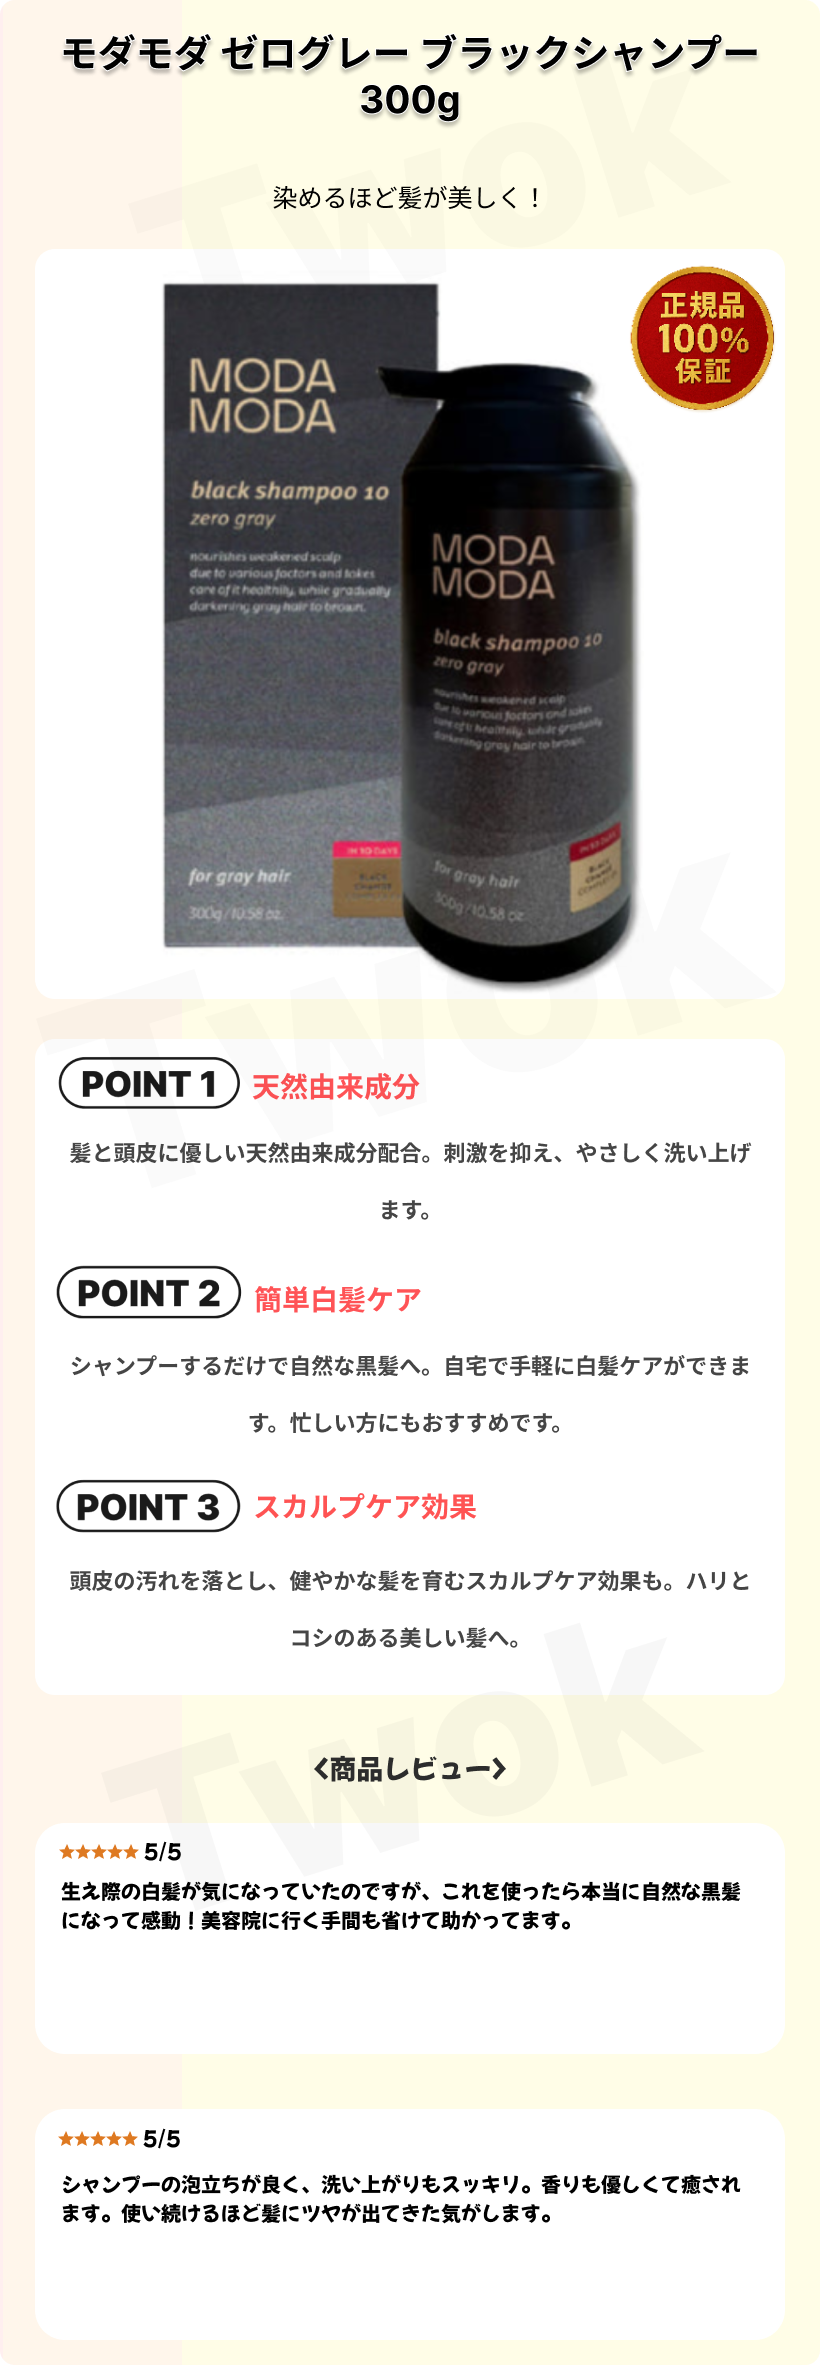 モダモダ ゼログレー ブラックシャンプー
300g
染めるほど髪が美しく！
正規品
100%
保証
MODA
MODA
black shampoo 10
zero gray
nourishes weakened scalp
due to various factors and takes
care of it healthily, while gradually
darkening gray hair to brown.
IN 10 DAYS
BLACK
CHANGE
COMPLEX
for gray hair
300g / 10.58 oz.
MODA
MODA
black shampoo 10
zero gray
nourishes weakened scalp
due to various factors and takes
care of it healthily, while gradually
darkening gray hair to brown.
IN 10 DAYS
BLACK
CHANGE
COMPLEX
for gray hair
300g / 10.58 oz.
POINT 1 天然由来成分
髪と頭皮に優しい天然由来成分配合。刺激を抑え、やさしく洗い上げ
ます。
POINT 2 簡単白髪ケア
シャンプーするだけで自然な黒髪へ。自宅で手軽に白髪ケアができま
す。忙しい方にもおすすめです。
POINT 3 スカルプケア効果
頭皮の汚れを落とし、健やかな髪を育むスカルプケア効果も。ハリと
コシのある美しい髪へ。
<商品レビュー>
★★★★★ 5/5
生え際の白髪が気になっていたのですが、これを使ったら本当に自然な黒髪
になって感動！美容院に行く手間も省けて助かってます。
★★★★★ 5/5
シャンプーの泡立ちが良く、洗い上がりもスッキリ。香りも優しくて癒され
ます。使い続けるほど髪にツヤが出てきた気がします。
Twok
Twok
Twok